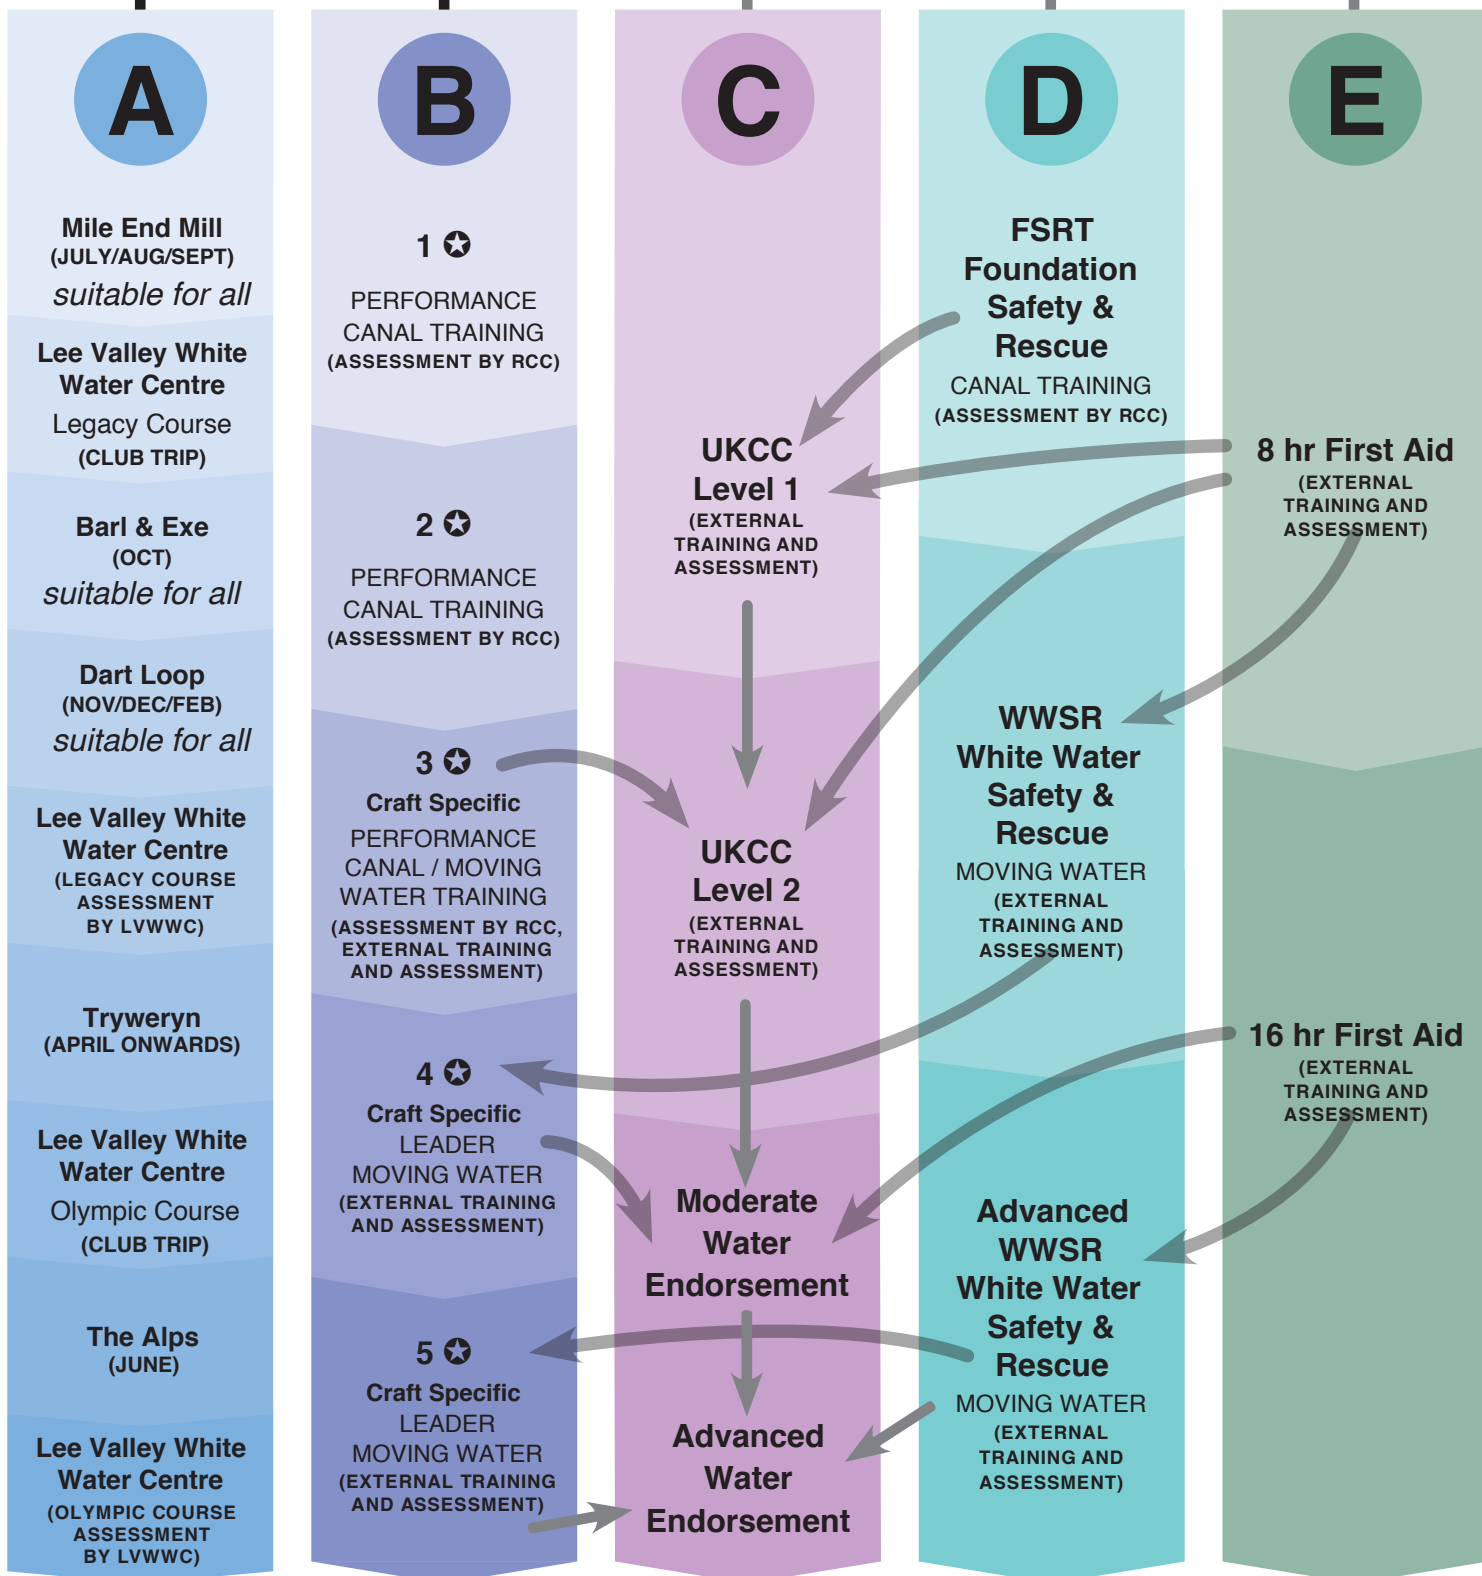 A
Mile End Mill
(JULY/AUG/SEPT)
suitable for all
Lee Valley White
Water Centre
Legacy Course
(CLUB TRIP)
Barl & Exe
(OCT)
suitable for all
Dart Loop
(NOV/DEC/FEB)
suitable for all
Lee Valley White
Water Centre
(LEGACY COURSE
ASSESSMENT
BY LVWWC)
Tryweryn
(APRIL ONWARDS)
Lee Valley White
Water Centre
Olympic Course
(CLUB TRIP)
The Alps
(JUNE)
Lee Valley White
Water Centre
(OLYMPIC COURSE
ASSESSMENT
BY LVWWC)
B
1 ✪
PERFORMANCE
CANAL TRAINING
(ASSESSMENT BY RCC)
2 ✪
PERFORMANCE
CANAL TRAINING
(ASSESSMENT BY RCC)
3 ✪
Craft Specific
PERFORMANCE
CANAL / MOVING
WATER TRAINING
(ASSESSMENT BY RCC,
EXTERNAL TRAINING
AND ASSESSMENT)
4 ✪
Craft Specific
LEADER
MOVING WATER
(EXTERNAL TRAINING
AND ASSESSMENT)
5 ✪
Craft Specific
LEADER
MOVING WATER
(EXTERNAL TRAINING
AND ASSESSMENT)
C
UKCC
Level 1
(EXTERNAL
TRAINING AND
ASSESSMENT)
UKCC
Level 2
(EXTERNAL
TRAINING AND
ASSESSMENT)
Moderate
Water
Endorsement
Advanced
Water
Endorsement
D
FSRT
Foundation
Safety &
Rescue
CANAL TRAINING
(ASSESSMENT BY RCC)
WWSR
White Water
Safety &
Rescue
MOVING WATER
(EXTERNAL
TRAINING AND
ASSESSMENT)
Advanced
WWSR
White Water
Safety &
Rescue
MOVING WATER
(EXTERNAL
TRAINING AND
ASSESSMENT)
E
8 hr First Aid
(EXTERNAL
TRAINING AND
ASSESSMENT)
16 hr First Aid
(EXTERNAL
TRAINING AND
ASSESSMENT)